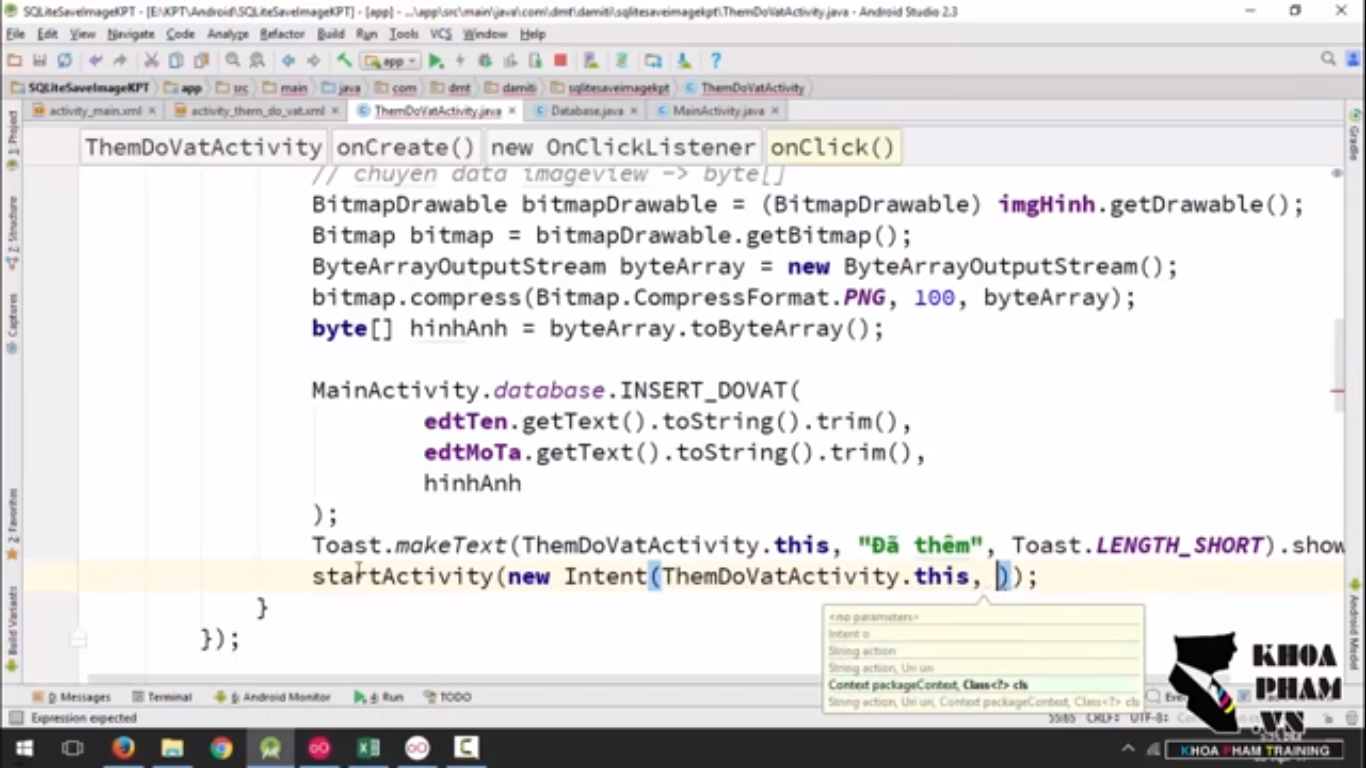 SQLiteSaveImageKPT - [E:\KPT\Android\SQLiteSaveImageKPT] - [app] - ...\app\src\main\java\com\dmt\damiti\sqlitesaveimagekpt\ThemDoVatActivity.java - Android Studio 2.3
File Edit View Navigate Code Analyze Refactor Build Run Tools VCS Window Help
app
SQLiteSaveImageKPT app src main java com dmt damiti sqlitesaveimagekpt ThemDoVatActivity
activity_main.xml activity_them_do_vat.xml ThemDoVatActivity.java Database.java MainActivity.java
ThemDoVatActivity onCreate() new OnClickListener onClick()
// chuyen data imageview -> byte[]
BitmapDrawable bitmapDrawable = (BitmapDrawable) imgHinh.getDrawable();
Bitmap bitmap = bitmapDrawable.getBitmap();
ByteArrayOutputStream byteArray = new ByteArrayOutputStream();
bitmap.compress(Bitmap.CompressFormat.PNG, 100, byteArray);
byte[] hinhAnh = byteArray.toByteArray();
MainActivity.database.INSERT_DOVAT(
edtTen.getText().toString().trim(),
edtMoTa.getText().toString().trim(),
hinhAnh
);
Toast.makeText(ThemDoVatActivity.this, "Đã thêm", Toast.LENGTH_SHORT).show
startActivity(new Intent(ThemDoVatActivity.this, ));
}
});
<no parameters>
Intent o
String action
String action, Uri uri
Context packageContext, Class<?> cls
String action, Uri uri, Context packageContext, Class<?> cls
1: Project
7: Structure
Captures
2: Favorites
Build Variants
Gradle
Android Model
0: Messages Terminal 6: Android Monitor 4: Run TODO
Expression expected 55:65 CRLF: UTF-8:
KHOA
PHAM
.VN
KHOA PHAM TRAINING